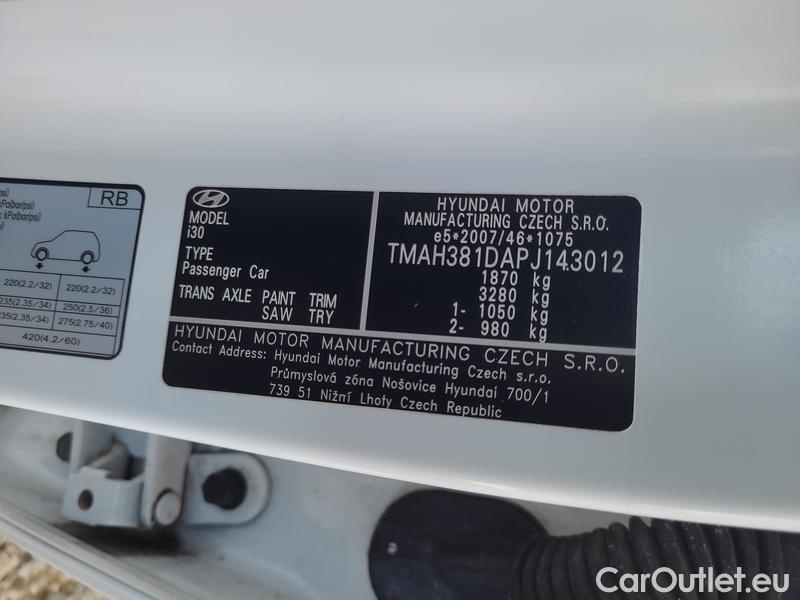 RB
220(2.2/32) 220(2.2/32)
235(2.35/34) 250(2.5/36)
235(2.35/34) 275(2.75/40)
420(4.2/60)
MODEL
i30
TYPE
Passenger Car
TRANS AXLE PAINT TRIM
SAW TRY
HYUNDAI MOTOR
MANUFACTURING CZECH S.R.O.
e5*2007/46*1075
TMAH381DAPJ143012
1870 kg
3280 kg
1- 1050 kg
2- 980 kg
HYUNDAI MOTOR MANUFACTURING CZECH S.R.O.
Contact Address: Hyundai Motor Manufacturing Czech s.r.o.
Průmyslová zóna Nošovice Hyundai 700/1
739 51 Nižní Lhoty Czech Republic
CarOutlet.eu